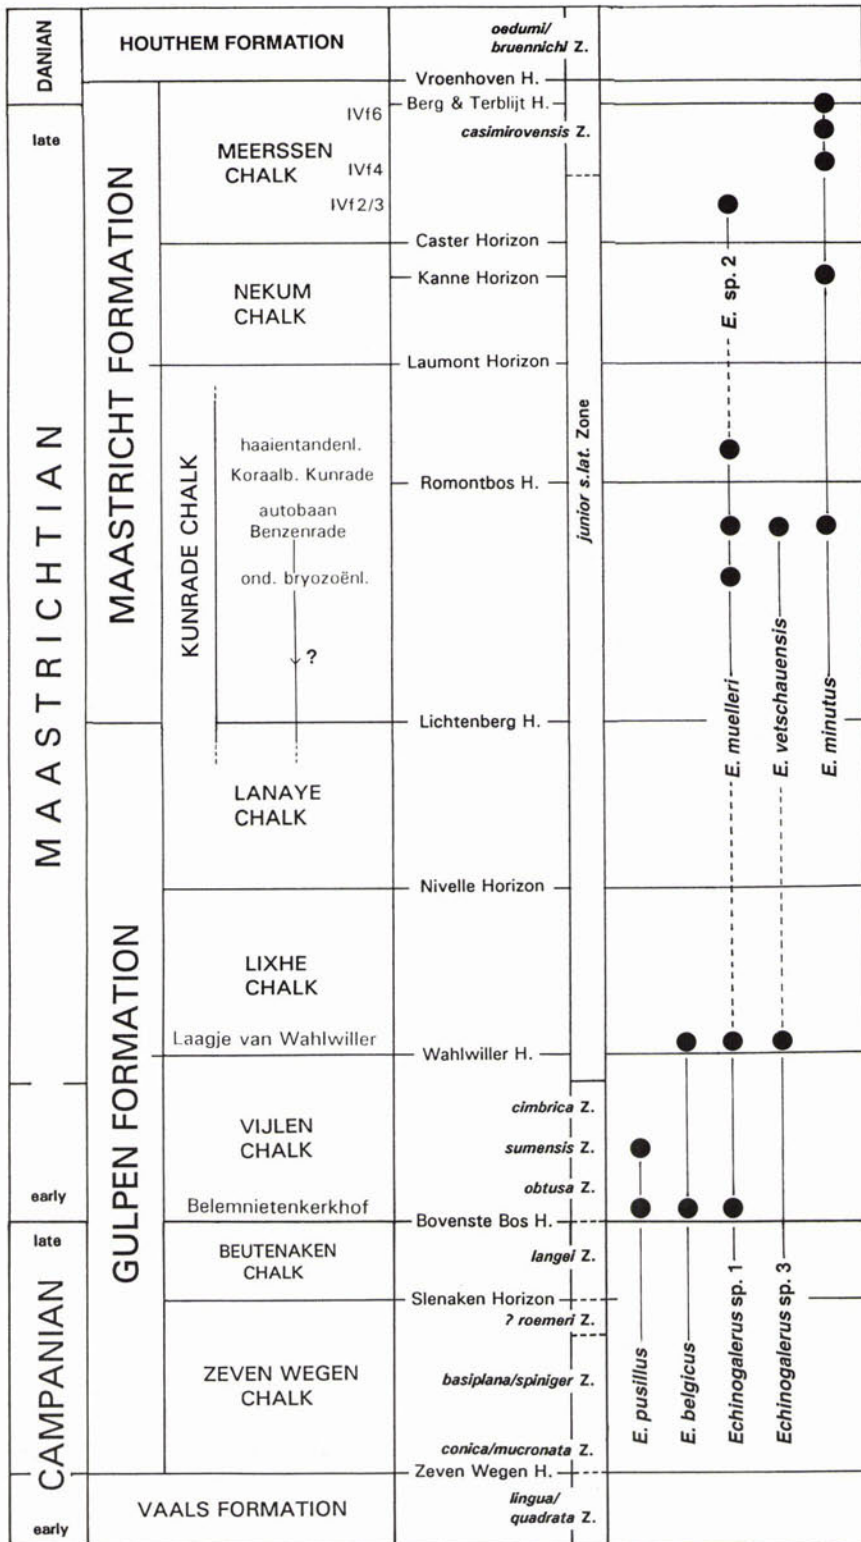 DANIAN
HOUTHEM FORMATION
oedumi/
bruennichi Z.
Vroenhoven H.
MAASTRICHTIAN
late
MAASTRICHT FORMATION
IVf6
Berg & Terblijt H.
casimirovensis Z.
MEERSSEN
CHALK
IVf4
IVf2/3
Caster Horizon
NEKUM
CHALK
Kanne Horizon
E. sp. 2
Laumont Horizon
KUNRADE CHALK
haaientandenl.
Koraalb. Kunrade
Romontbos H.
junior s.lat. Zone
autobaan
Benzenrade
ond. bryozoënl.
?
E. muelleri
E. vetschauensis
E. minutus
Lichtenberg H.
LANAYE
CHALK
Nivelle Horizon
GULPEN FORMATION
LIXHE
CHALK
Laagje van Wahlwiller
Wahlwiller H.
cimbrica Z.
VIJLEN
CHALK
sumensis Z.
obtusa Z.
early
Belemnietenkerkhof
Bovenste Bos H.
CAMPANIAN
late
BEUTENAKEN
CHALK
langei Z.
Slenaken Horizon
? roemeri Z.
ZEVEN WEGEN
CHALK
basiplana/spiniger Z.
conica/mucronata Z.
E. pusillus
E. belgicus
Echinogalerus sp. 1
Echinogalerus sp. 3
Zeven Wegen H.
VAALS FORMATION
lingua/
quadrata Z.
early